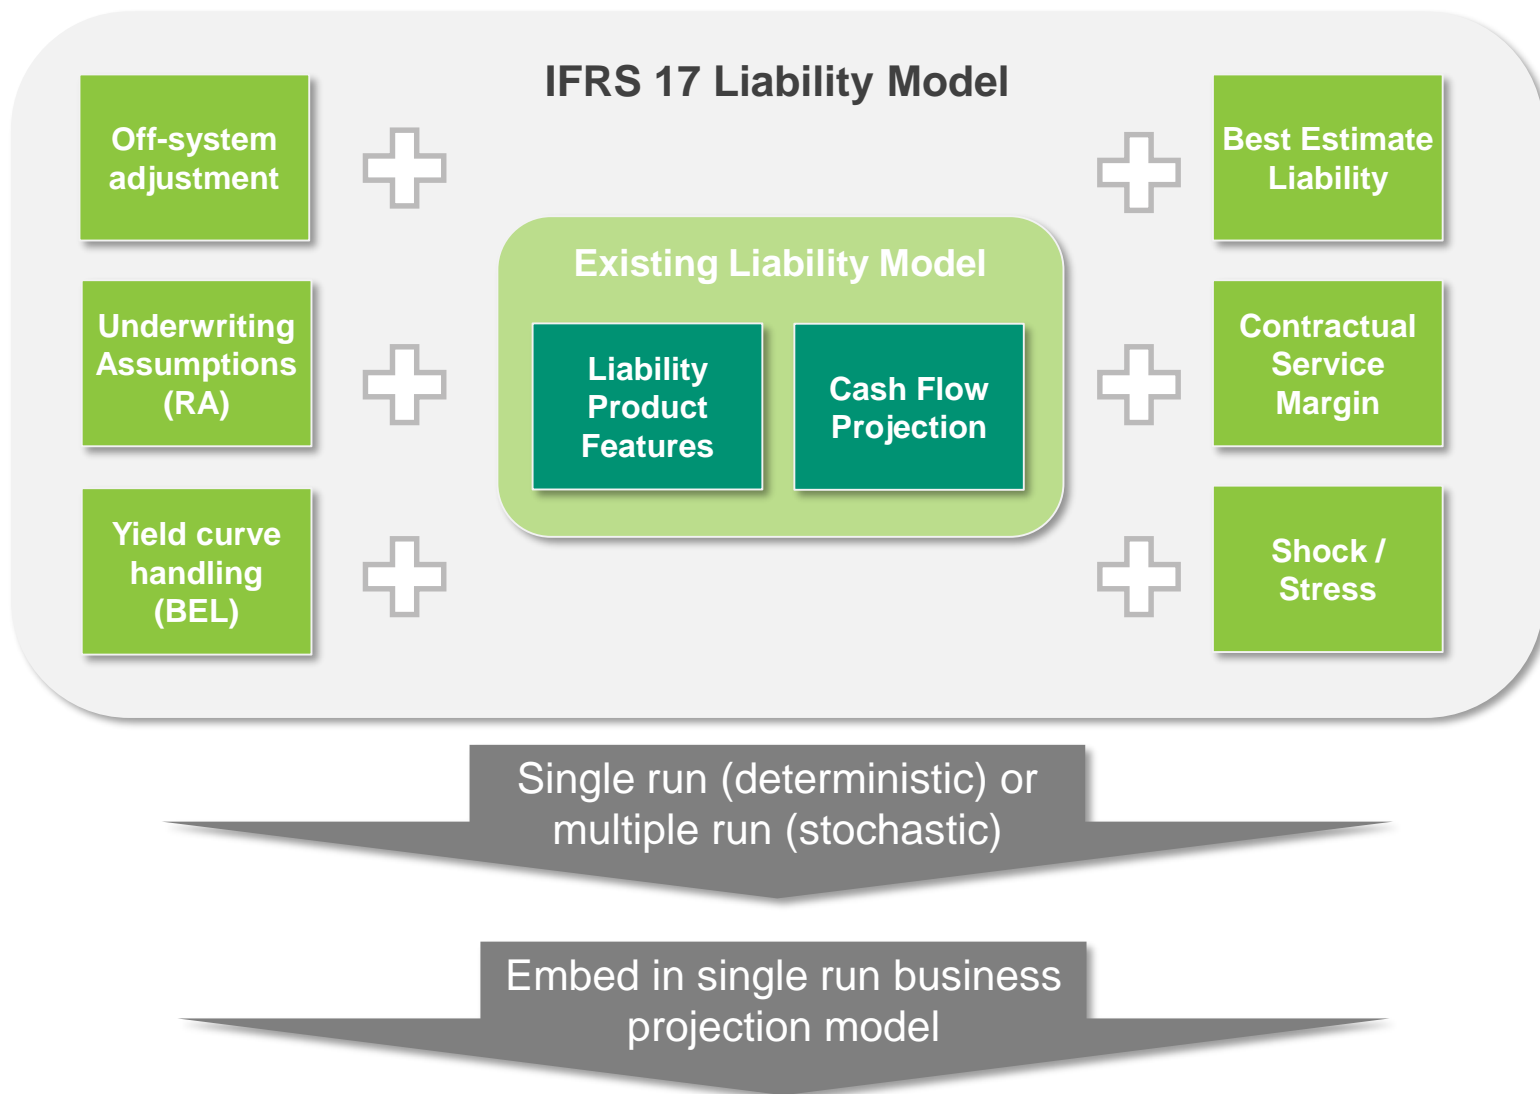 IFRS 17 Liability Model
Off-system
adjustment
Underwriting
Assumptions
(RA)
Yield curve
handling
(BEL)
Existing Liability Model
Liability
Product
Features
Cash Flow
Projection
Best Estimate
Liability
Contractual
Service
Margin
Shock /
Stress
Single run (deterministic) or
multiple run (stochastic)
Embed in single run business
projection model